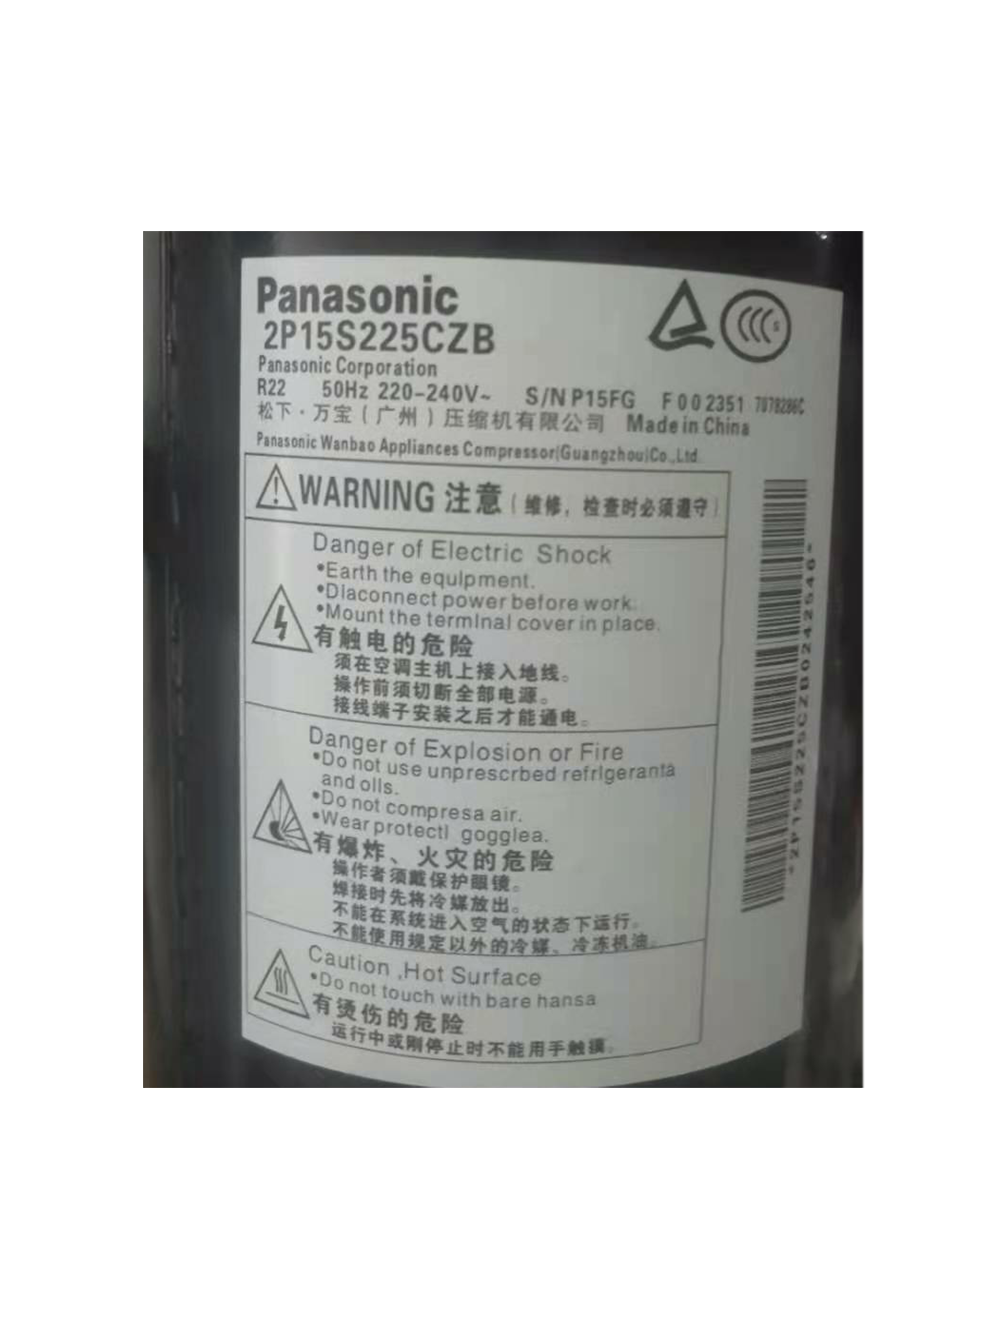 Panasonic
2P15S225CZB
Panasonic Corporation
R22 50Hz 220-240V~ S/N P15FG F 002351 7078286C
松下·万宝(广州)压缩机有限公司 Made in China
Panasonic Wanbao Appliances Compressor(Guangzhou)Co.,Ltd.
WARNING 注意(维修,检查时必须遵守)
Danger of Electric Shock
•Earth the equlpment.
•Dlaconnect power before work.
•Mount the termlnal cover in place.
有触电的危险
须在空调主机上接入地线。
操作前须切断全部电源。
接线端子安装之后才能通电。
Danger of Explosion or Fire
•Do not use unprescrbed refrlgerantà
and olls.
•Do not compresa air.
•Wear protectl gogglea.
有爆炸、火灾的危险
操作者须戴保护眼镜。
焊接时先将冷媒放出。
不能在系统进入空气的状态下运行。
不能使用规定以外的冷媒、冷冻机油。
Caution ,Hot Surface
•Do not touch with bare hansa
有烫伤的危险
运行中或刚停止时不能用手触摸。
*2P15S225CZB0242546*